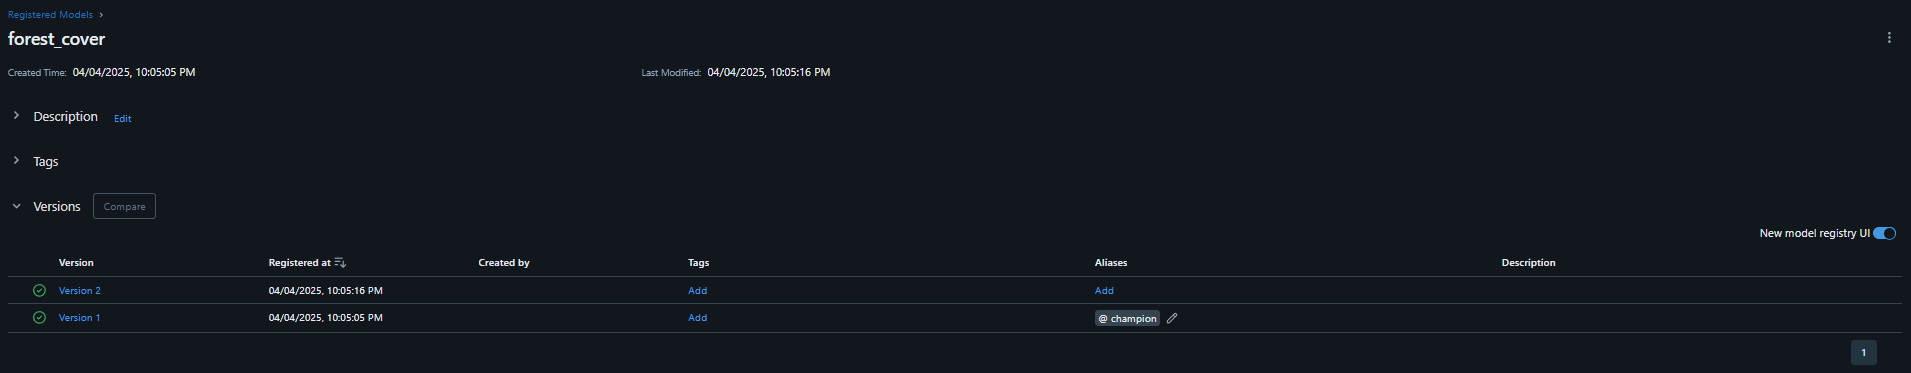 Registered Models ›
forest_cover
Created Time: 04/04/2025, 10:05:05 PM Last Modified: 04/04/2025, 10:05:16 PM
Description Edit
Tags
Versions Compare
New model registry UI
Version Registered at Created by Tags Aliases Description
Version 2 04/04/2025, 10:05:16 PM Add Add
Version 1 04/04/2025, 10:05:05 PM Add @ champion
1